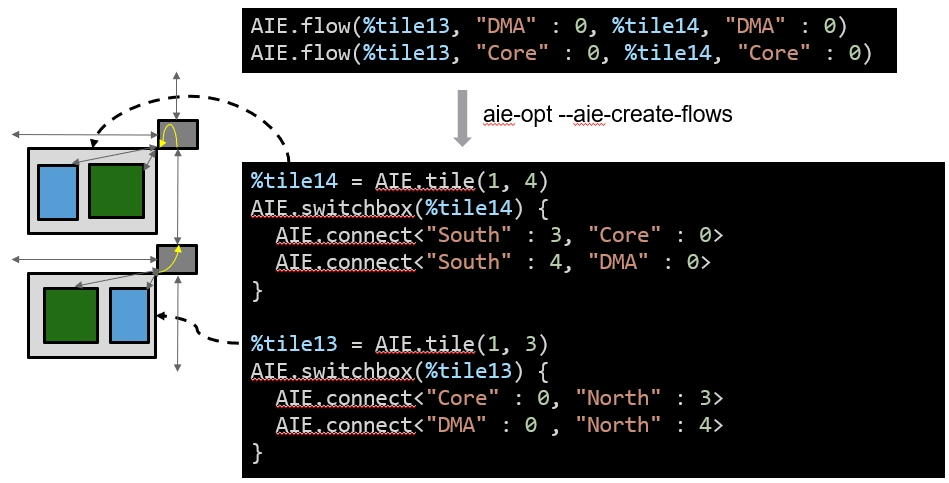 AIE.flow(%tile13, "DMA" : 0, %tile14, "DMA" : 0)
AIE.flow(%tile13, "Core" : 0, %tile14, "Core" : 0)
aie-opt --aie-create-flows
%tile14 = AIE.tile(1, 4)
AIE.switchbox(%tile14) {
  AIE.connect<"South" : 3, "Core" : 0>
  AIE.connect<"South" : 4, "DMA" : 0>
}
%tile13 = AIE.tile(1, 3)
AIE.switchbox(%tile13) {
  AIE.connect<"Core" : 0, "North" : 3>
  AIE.connect<"DMA" : 0 , "North" : 4>
}